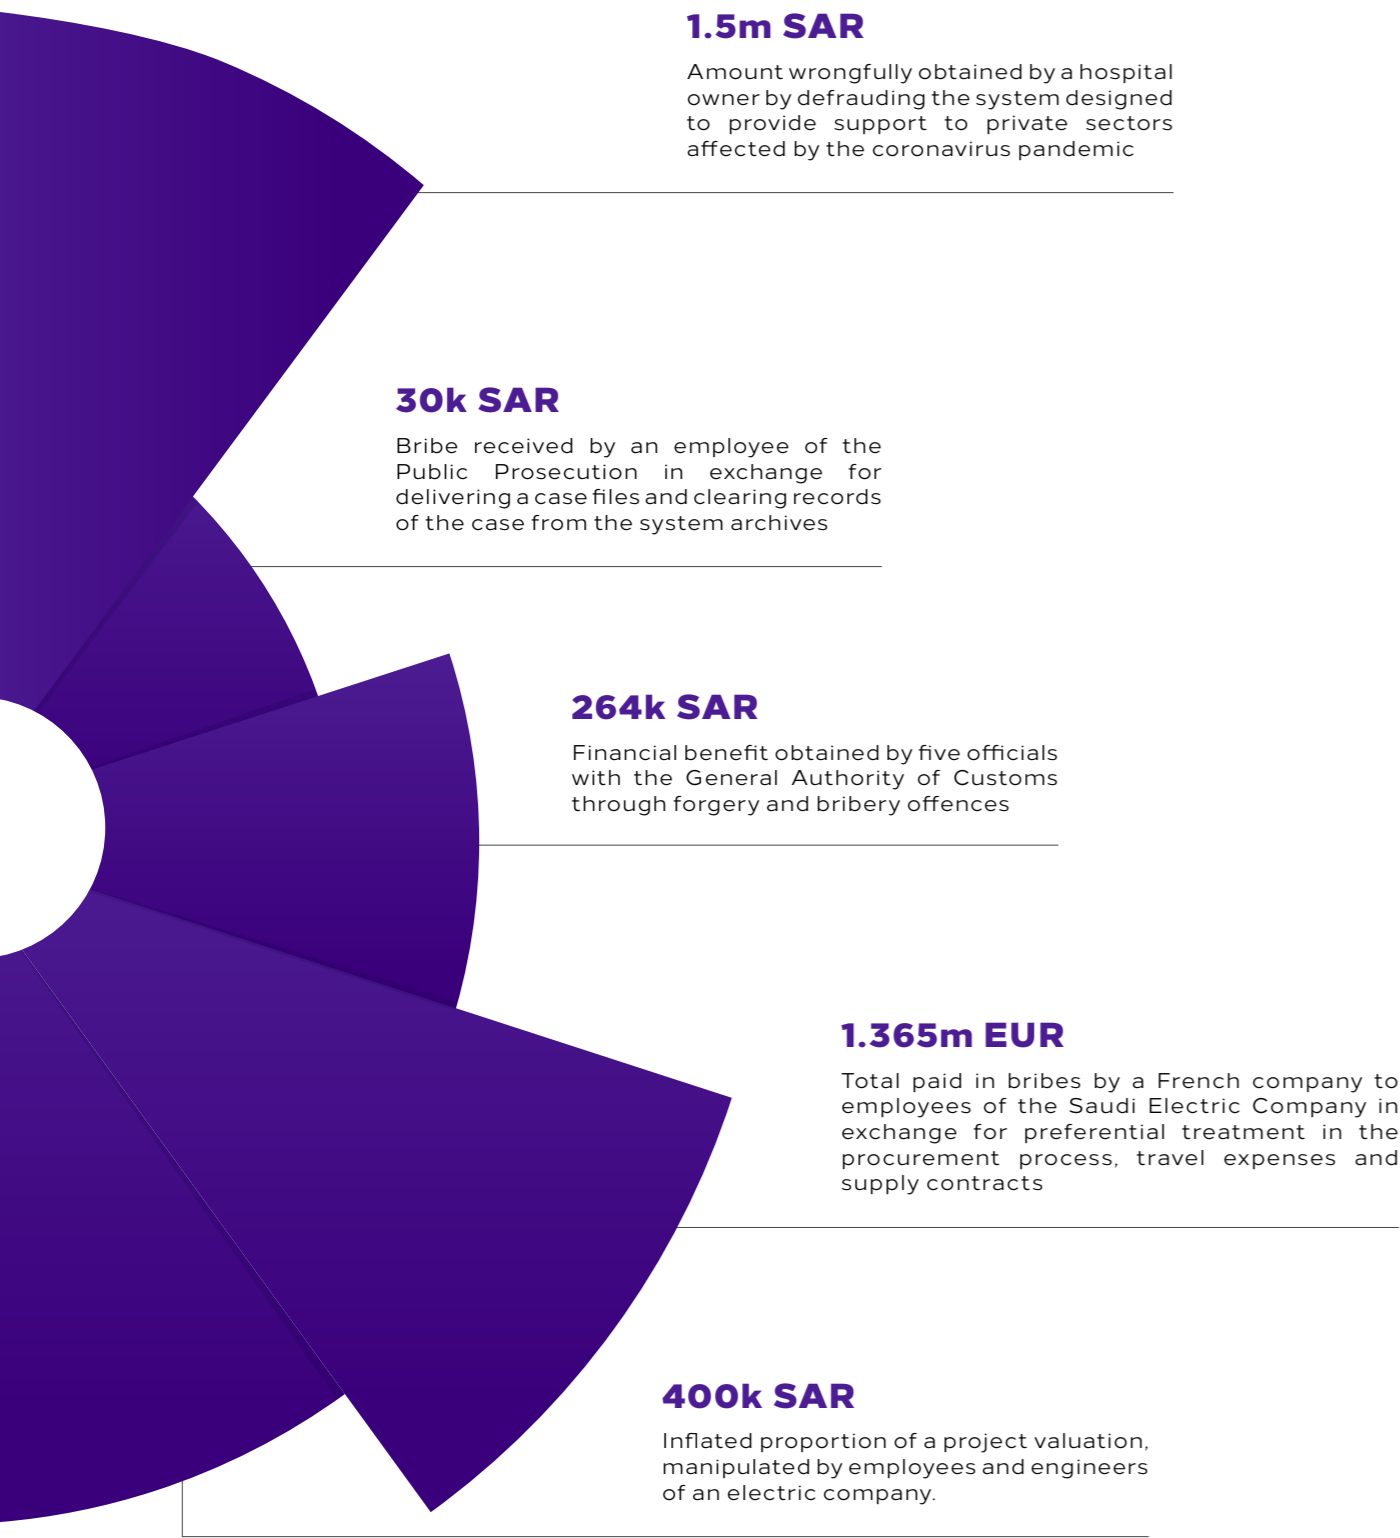 1.5m SAR
Amount wrongfully obtained by a hospital
owner by defrauding the system designed
to provide support to private sectors
affected by the coronavirus pandemic
30k SAR
Bribe received by an employee of the
Public Prosecution in exchange for
delivering a case files and clearing records
of the case from the system archives
264k SAR
Financial benefit obtained by five officials
with the General Authority of Customs
through forgery and bribery offences
1.365m EUR
Total paid in bribes by a French company to
employees of the Saudi Electric Company in
exchange for preferential treatment in the
procurement process, travel expenses and
supply contracts
400k SAR
Inflated proportion of a project valuation,
manipulated by employees and engineers
of an electric company.